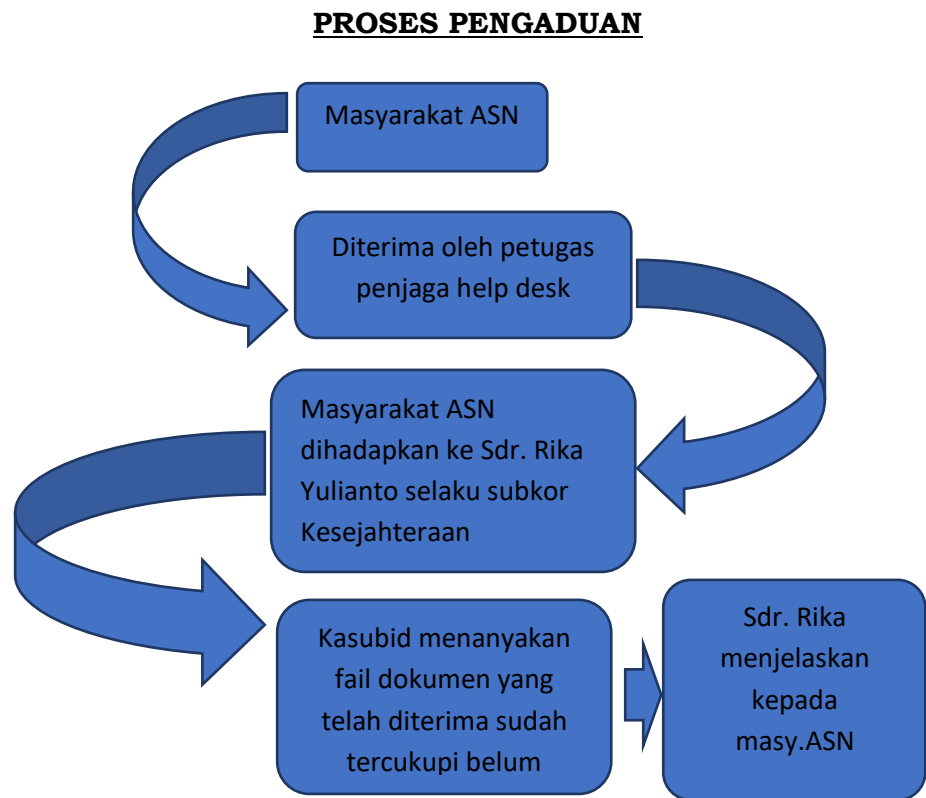 PROSES PENGADUAN
Masyarakat ASN
Diterima oleh petugas
penjaga help desk
Masyarakat ASN
dihadapkan ke Sdr. Rika
Yulianto selaku subkor
Kesejahteraan
Kasubid menanyakan
fail dokumen yang
telah diterima sudah
tercukupi belum
Sdr. Rika
menjelaskan
kepada
masy.ASN